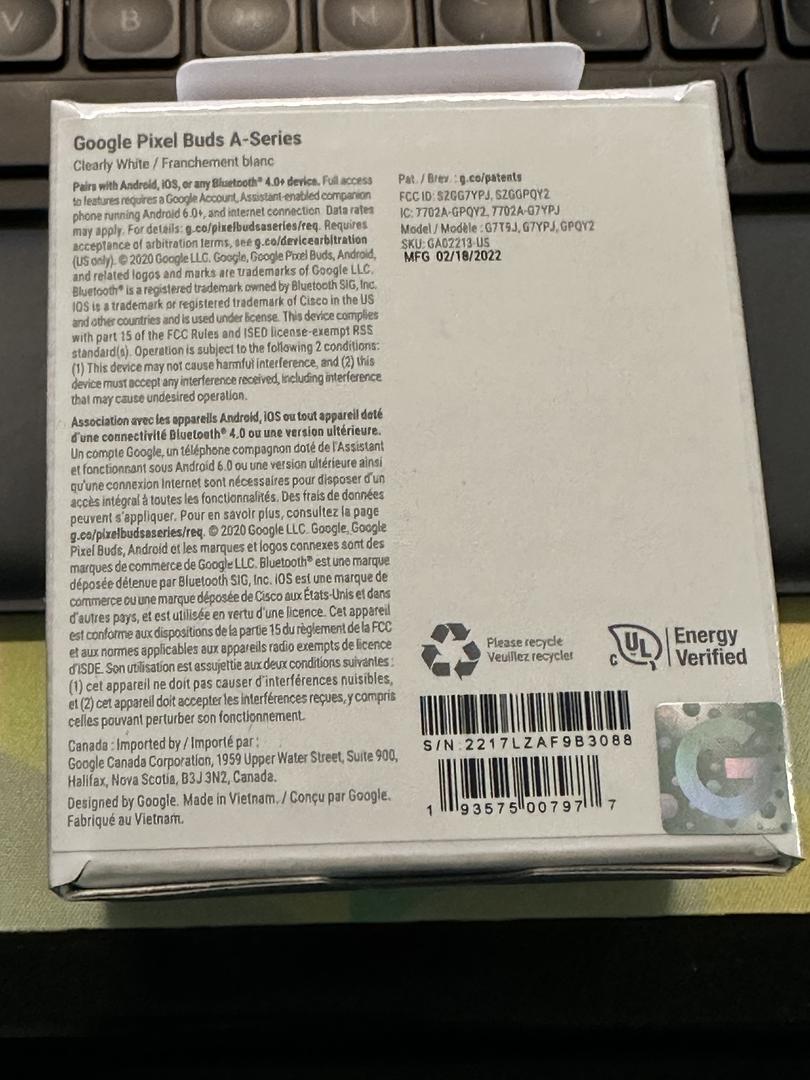 V
B
N
M
Google Pixel Buds A-Series
Clearly White / Franchement blanc
Pairs with Android, iOS, or any Bluetooth® 4.0+ device. Full access
to features requires a Google Account, Assistant-enabled companion
phone running Android 6.0+, and internet connection. Data rates
may apply. For details: g.co/pixelbudsaseries/req. Requires
acceptance of arbitration terms, see g.co/devicearbitration
(US only). © 2020 Google LLC. Google, Google Pixel Buds, Android,
and related logos and marks are trademarks of Google LLC.
Bluetooth® is a registered trademark owned by Bluetooth SIG, Inc.
IOS is a trademark or registered trademark of Cisco in the US
and other countries and is used under license. This device complies
with part 15 of the FCC Rules and ISED license-exempt RSS
standard(s). Operation is subject to the following 2 conditions:
(1) This device may not cause harmful interference, and (2) this
device must accept any interference received, including interference
that may cause undesired operation.
Association avec les appareils Android, iOS ou tout appareil doté
d'une connectivité Bluetooth® 4.0 ou une version ultérieure.
Un compte Google, un téléphone compagnon doté de l'Assistant
et fonctionnant sous Android 6.0 ou une version ultérieure ainsi
qu'une connexion Internet sont nécessaires pour disposer d'un
accès intégral à toutes les fonctionnalités. Des frais de données
peuvent s'appliquer. Pour en savoir plus, consultez la page
g.co/pixelbudsaseries/req. © 2020 Google LLC. Google, Google
Pixel Buds, Android et les marques et logos connexes sont des
marques de commerce de Google LLC. Bluetooth® est une marque
déposée détenue par Bluetooth SIG, Inc. iOS est une marque de
commerce ou une marque déposée de Cisco aux États-Unis et dans
d'autres pays, et est utilisée en vertu d'une licence. Cet appareil
est conforme aux dispositions de la partie 15 du règlement de la FCC
et aux normes applicables aux appareils radio exempts de licence
d'ISDE. Son utilisation est assujettie aux deux conditions suivantes :
(1) cet appareil ne doit pas causer d'interférences nuisibles,
et (2) cet appareil doit accepter les interférences reçues, y compris
celles pouvant perturber son fonctionnement.
Canada : Imported by / Importé par :
Google Canada Corporation, 1959 Upper Water Street, Suite 900,
Halifax, Nova Scotia, B3J 3N2, Canada.
Designed by Google. Made in Vietnam. / Conçu par Google.
Fabriqué au Vietnam.
Pat. / Brev. : g.co/patents
FCC ID: SZGG7YPJ, SZGGPQY2
IC: 7702A-GPQY2, 7702A-G7YPJ
Model / Modèle : G7T9J, G7YPJ, GPQY2
SKU: GA02213-US
MFG 02/18/2022
Please recycle
Veuillez recycler
C UL
Energy
Verified
S/N:2217LZAF9B3088
1 93575 00797 7
G